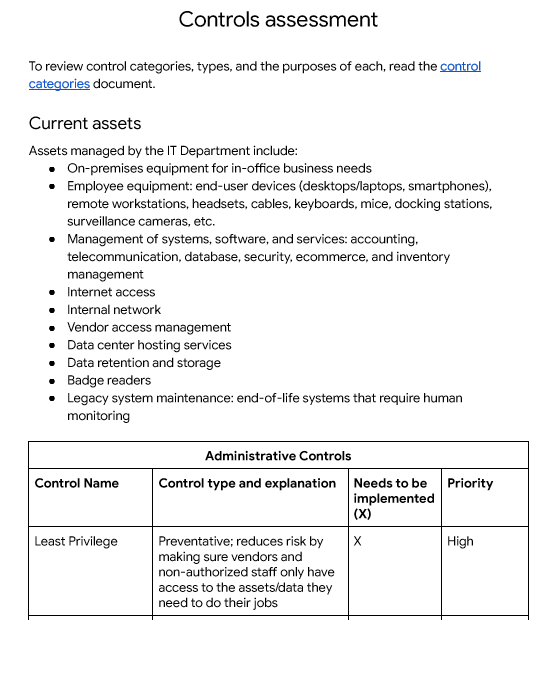 Controls assessment
To review control categories, types, and the purposes of each, read the control
categories document.
Current assets
Assets managed by the IT Department include:
● On-premises equipment for in-office business needs
● Employee equipment: end-user devices (desktops/laptops, smartphones),
remote workstations, headsets, cables, keyboards, mice, docking stations,
surveillance cameras, etc.
● Management of systems, software, and services: accounting,
telecommunication, database, security, ecommerce, and inventory
management
● Internet access
● Internal network
● Vendor access management
● Data center hosting services
● Data retention and storage
● Badge readers
● Legacy system maintenance: end-of-life systems that require human
monitoring
Administrative Controls
Control Name
Control type and explanation
Needs to be
implemented
(X)
Priority
Least Privilege
Preventative; reduces risk by
making sure vendors and
non-authorized staff only have
access to the assets/data they
need to do their jobs
X
High